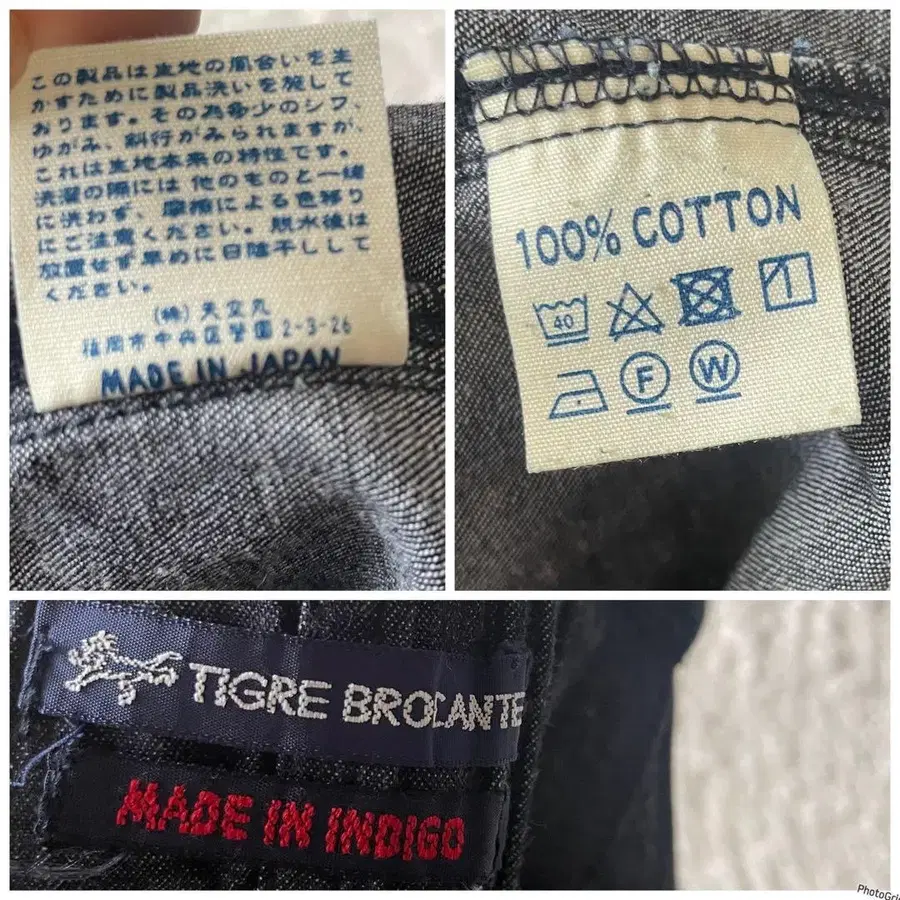 この製品は生地の風合いを生
かすために製品洗いを施して
おります。その為多少のシワ、
ゆがみ、斜行がみられますが、
これは生地本来の特性です。
洗濯の際には 他のものと一緒
に洗わず、摩擦による色移り
にご注意ください。脱水後は
放置せず早めに日陰干しして
ください。
(株) 天空丸
福岡市中央区警固 2-3-26
MADE IN JAPAN
100% COTTON
40
F
W
TIGRE BROCANTE
MADE IN INDIGO
PhotoGri